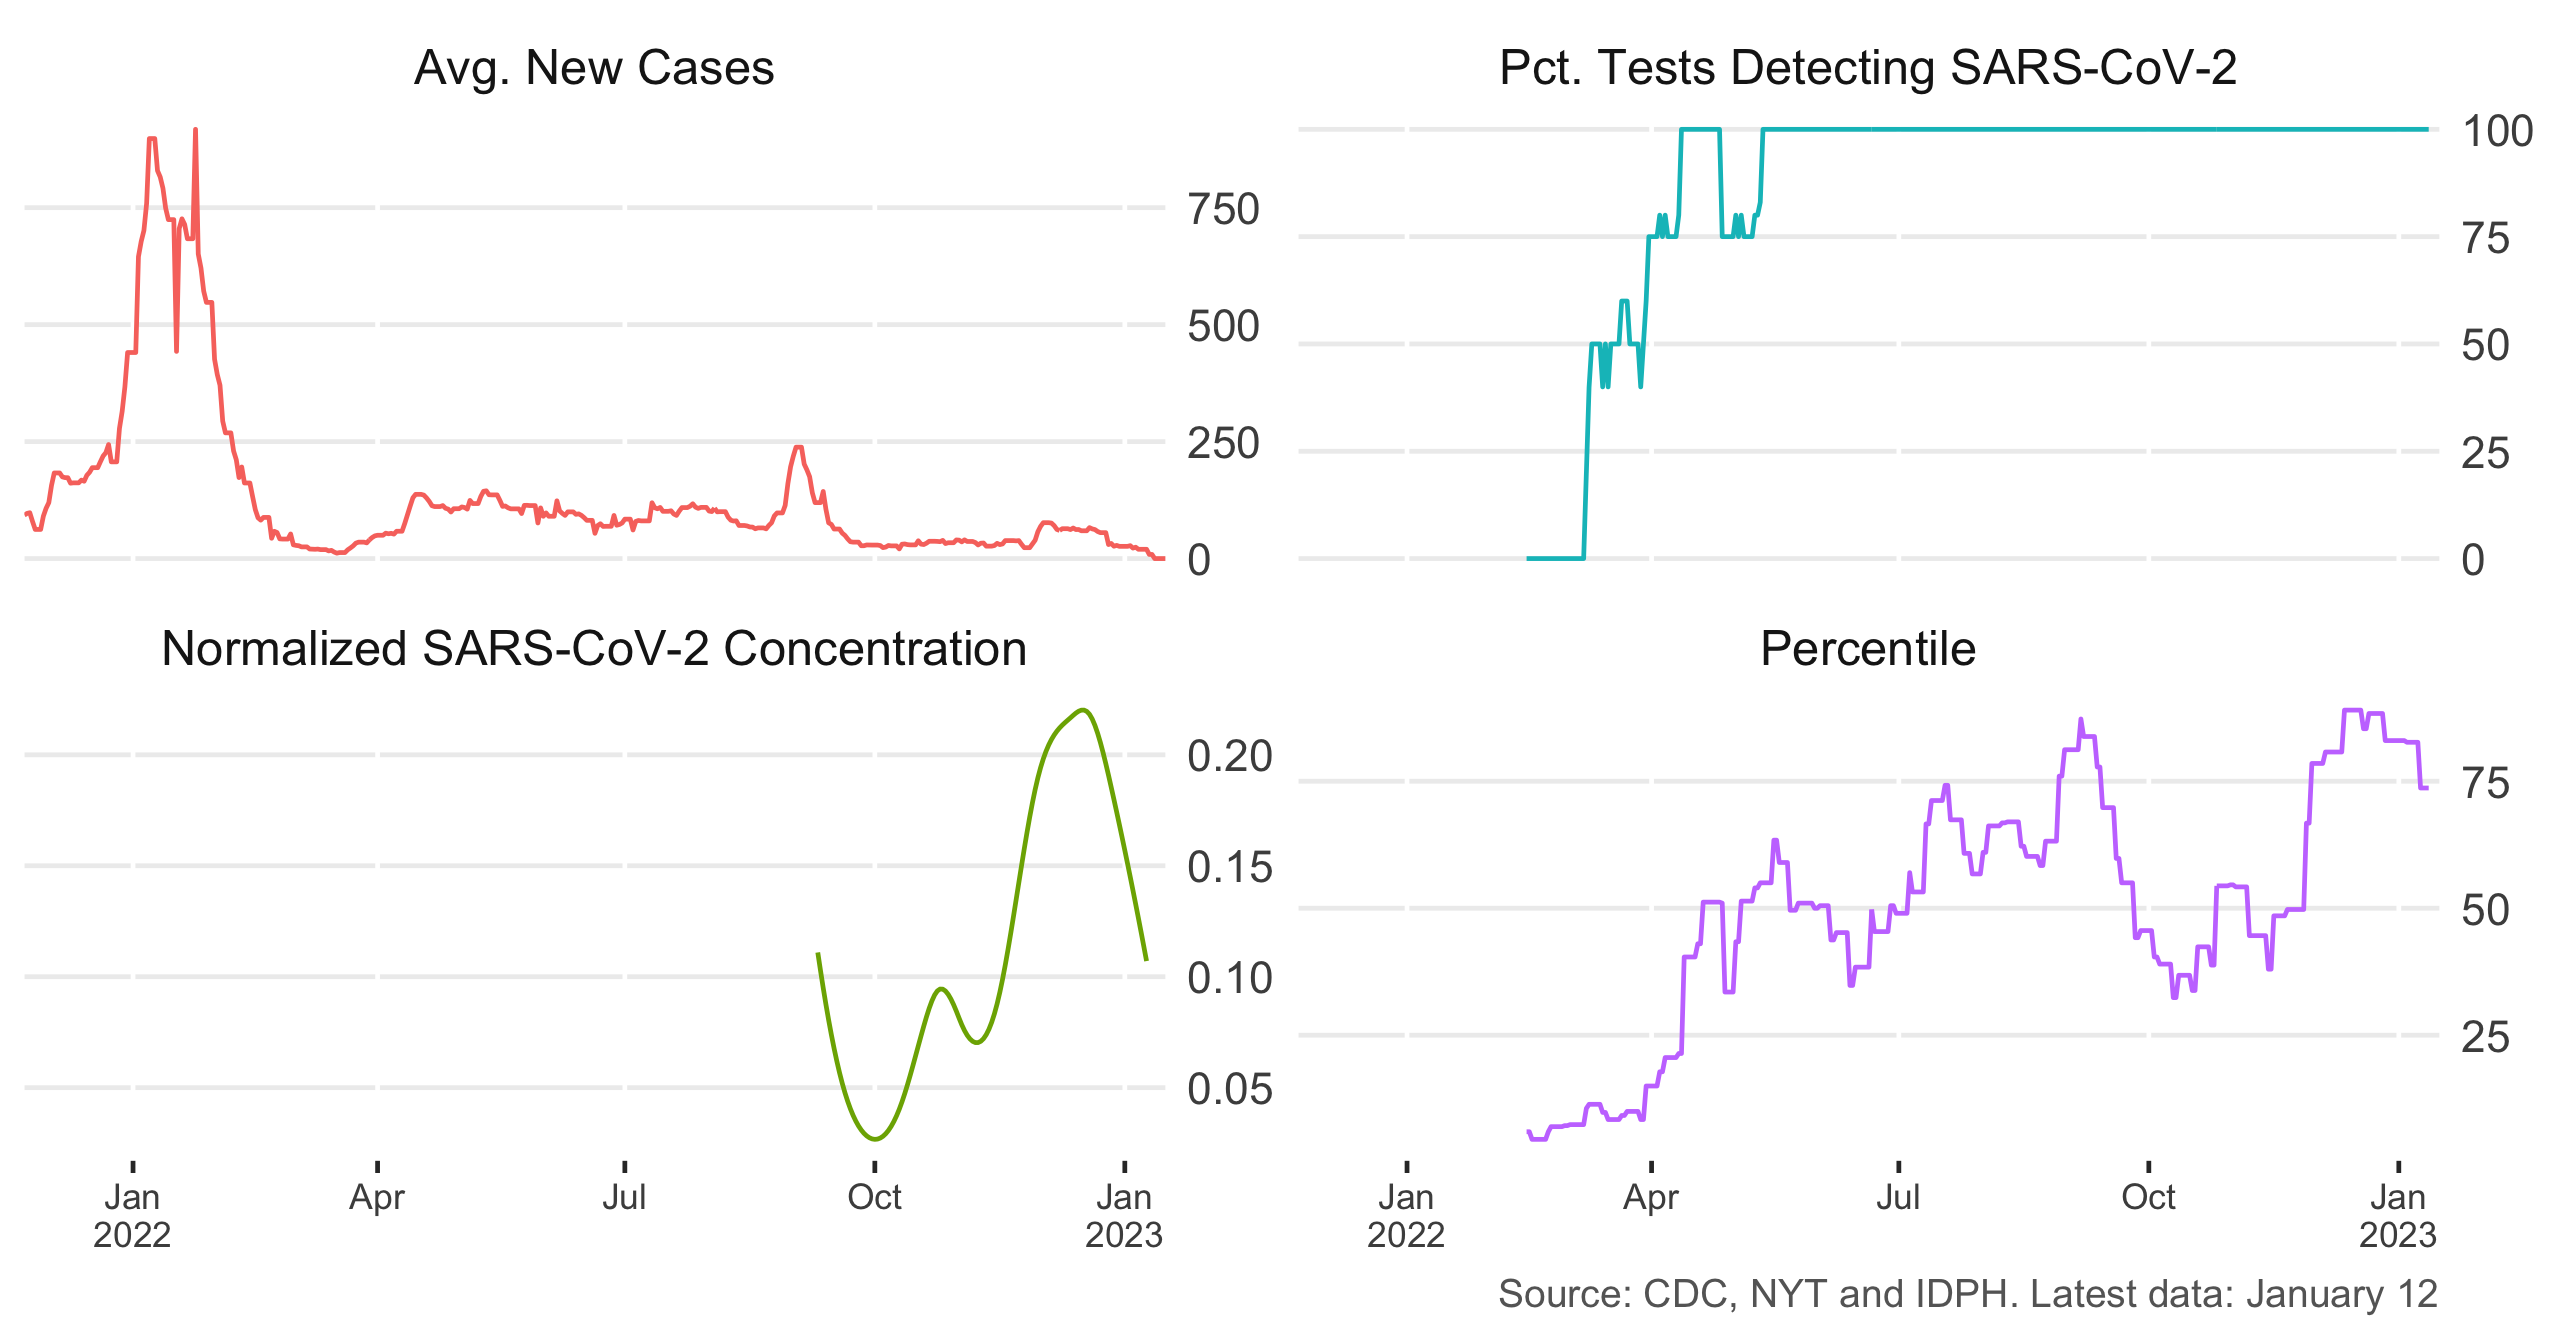 Avg. New Cases
750
500
250
0
Pct. Tests Detecting SARS-CoV-2
100
75
50
25
0
Normalized SARS-CoV-2 Concentration
0.20
0.15
0.10
0.05
Jan
2022
Apr
Jul
Oct
Jan
2023
Percentile
75
50
25
Jan
2022
Apr
Jul
Oct
Jan
2023
Source: CDC, NYT and IDPH. Latest data: January 12